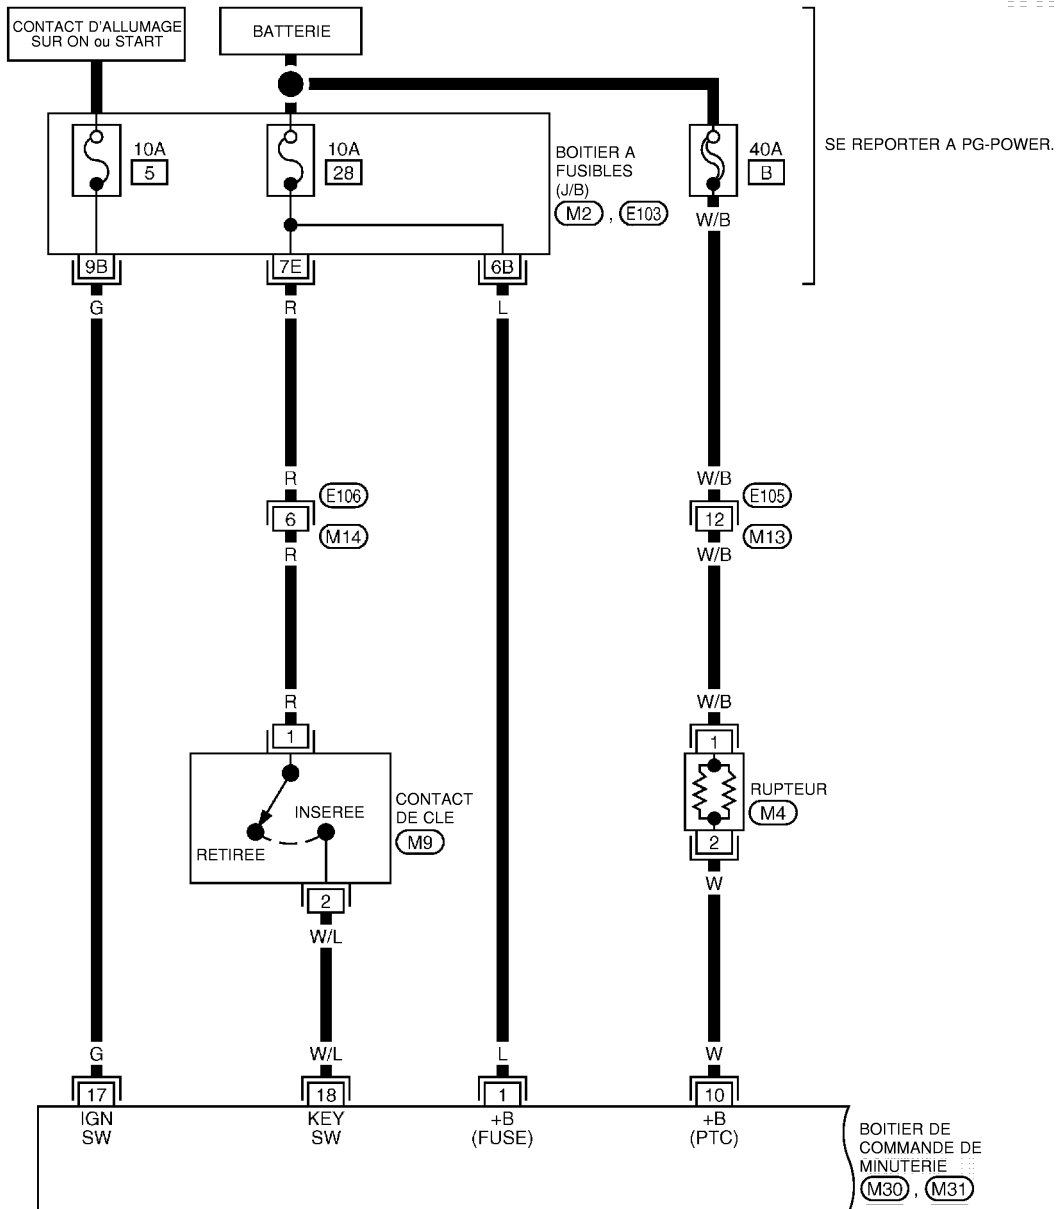 CONTACT D'ALLUMAGE
SUR ON ou START
BATTERIE
SE REPORTER A PG-POWER.
10A
5
10A
28
BOITIER A
FUSIBLES
(J/B)
M2 , E103
40A
B
W/B
9B
7E
6B
G
R
L
R
W/B
E106
E105
6
12
M14
M13
R
W/B
R
W/B
1
1
CONTACT
DE CLE
M9
INSEREE
RETIREE
RUPTEUR
M4
2
2
W/L
W
G
W/L
L
W
17
18
1
10
IGN
SW
KEY
SW
+B
(FUSE)
+B
(PTC)
BOITIER DE
COMMANDE DE
MINUTERIE
M30 , M31